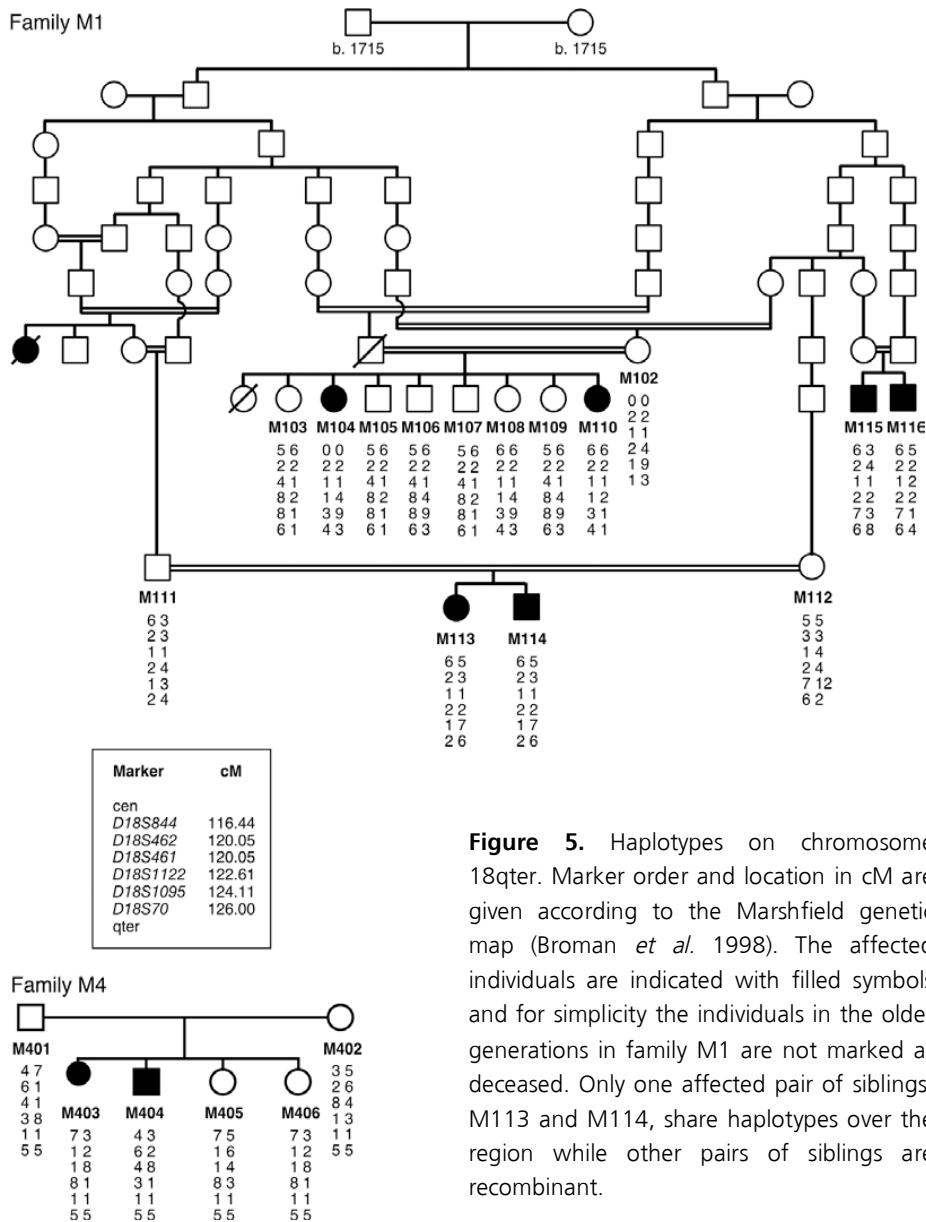 Family M1
b. 1715 b. 1715
M102
0 0
2 2
1 1
2 4
1 9
1 3
M103 M104 M105 M106 M107 M108 M109 M110
5 6 0 0 5 6 5 6 5 6 6 6 5 6 6 6
2 2 2 2 2 2 2 2 2 2 2 2 2 2 2 2
4 1 1 1 4 1 4 1 4 1 1 1 4 1 1 1
8 2 1 4 8 2 8 4 8 2 1 4 8 4 1 2
8 1 3 9 8 1 8 9 8 1 3 9 8 9 3 1
6 1 4 3 6 1 6 3 6 1 4 3 6 3 4 1
M115 M116
6 3 6 5
2 4 2 2
1 1 1 2
2 2 2 2
7 3 7 1
6 8 6 4
M111
6 3
2 3
1 1
2 4
1 3
2 4
M112
5 5
3 3
1 4
2 4
7 12
6 2
M113 M114
6 5 6 5
2 3 2 3
1 1 1 1
2 2 2 2
1 7 1 7
2 6 2 6
Marker cM
cen
D18S844 116.44
D18S462 120.05
D18S461 120.05
D18S1122 122.61
D18S1095 124.11
D18S70 126.00
qter
Figure 5. Haplotypes on chromosome
18qter. Marker order and location in cM are
given according to the Marshfield genetic
map (Broman et al. 1998). The affected
individuals are indicated with filled symbols
and for simplicity the individuals in the olde
generations in family M1 are not marked a
deceased. Only one affected pair of siblings
M113 and M114, share haplotypes over the
region while other pairs of siblings are
recombinant.
Family M4
M401 M402
4 7 3 5
6 1 2 6
4 1 8 4
3 8 1 3
1 1 1 1
5 5 5 5
M403 M404 M405 M406
7 3 4 3 7 5 7 3
1 2 6 2 1 6 1 2
1 8 4 8 1 4 1 8
8 1 3 1 8 3 8 1
1 1 1 1 1 1 1 1
5 5 5 5 5 5 5 5